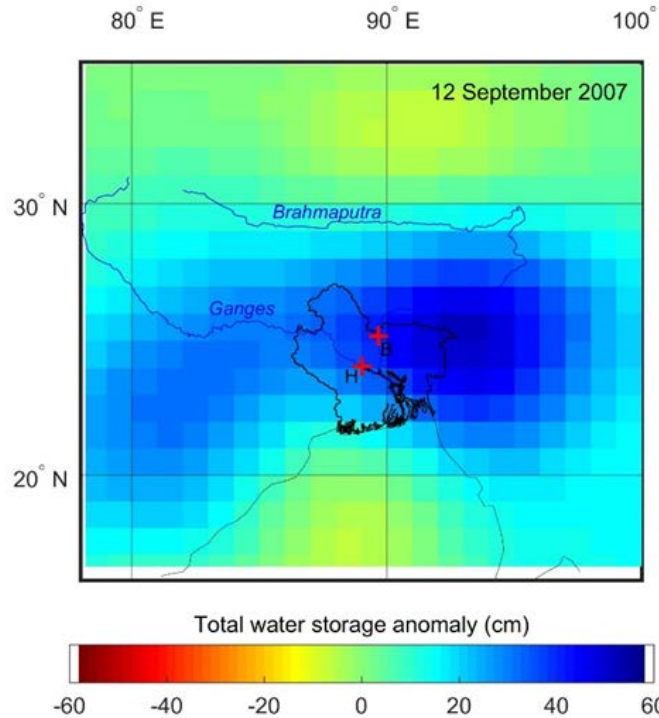 80° E 90° E 100°
12 September 2007
30° N
Brahmaputra
Ganges
B
H
20° N
Total water storage anomaly (cm)
-60 -40 -20 0 20 40 60